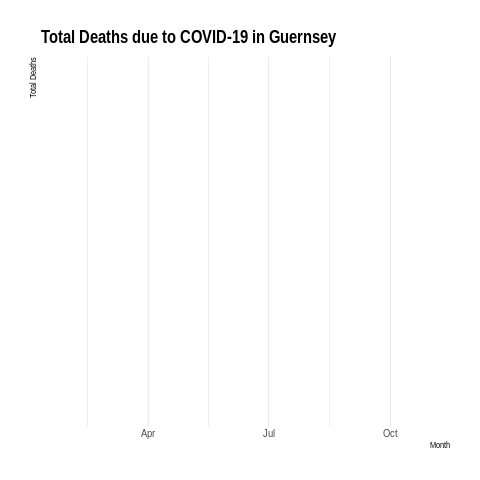 Total Deaths due to COVID-19 in Guernsey
Total Deaths
Apr Jul Oct
Month